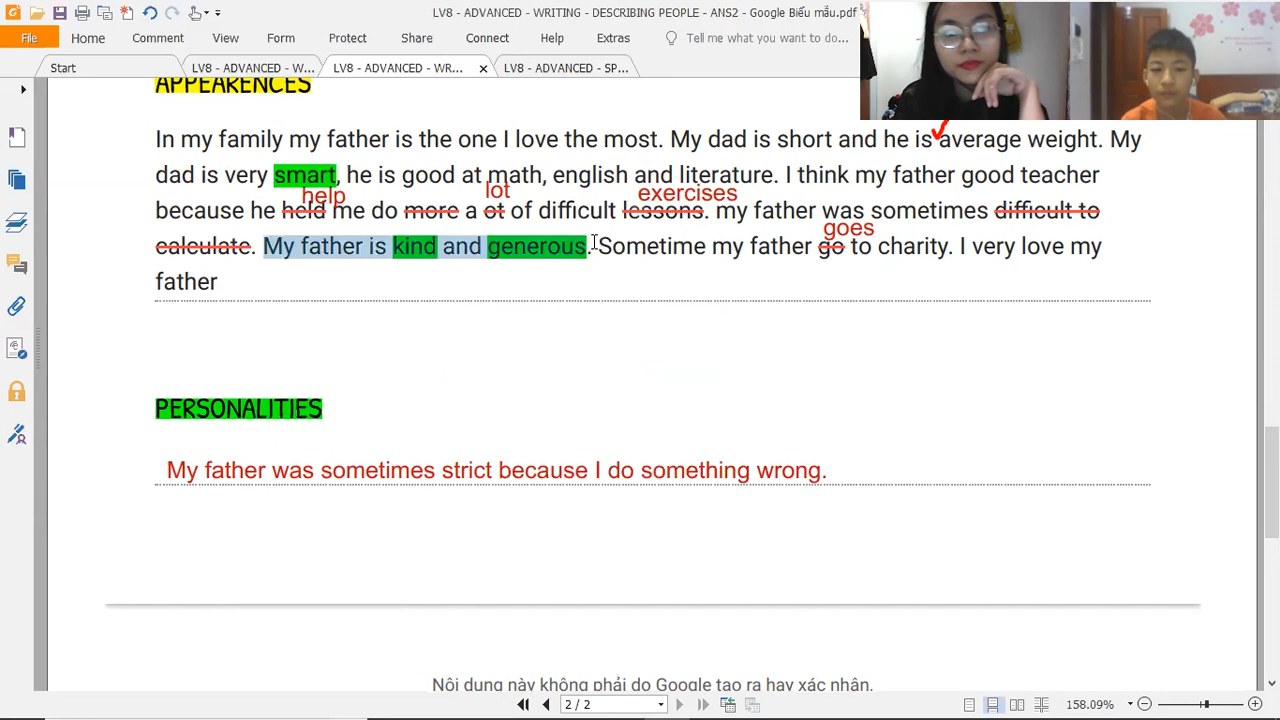 LV8 - ADVANCED - WRITING - DESCRIBING PEOPLE - ANS2 - Google Biểu mẫu.pdf
File Home Comment View Form Protect Share Connect Help Extras Tell me what you want to do...
Start LV8 - ADVANCED - W... LV8 - ADVANCED - WR... LV8 - ADVANCED - SP...
APPEARENCES
In my family my father is the one I love the most. My dad is short and he is average weight. My
dad is very smart, he is good at math, english and literature. I think my father good teacher
help lot exercises
because he held me do more a ot of difficult lessons. my father was sometimes difficult to
goes
calculate. My father is kind and generous. Sometime my father go to charity. I very love my
father
PERSONALITIES
My father was sometimes strict because I do something wrong.
Nội dung này không phải do Google tạo ra hay xác nhận.
2 / 2 158.09%